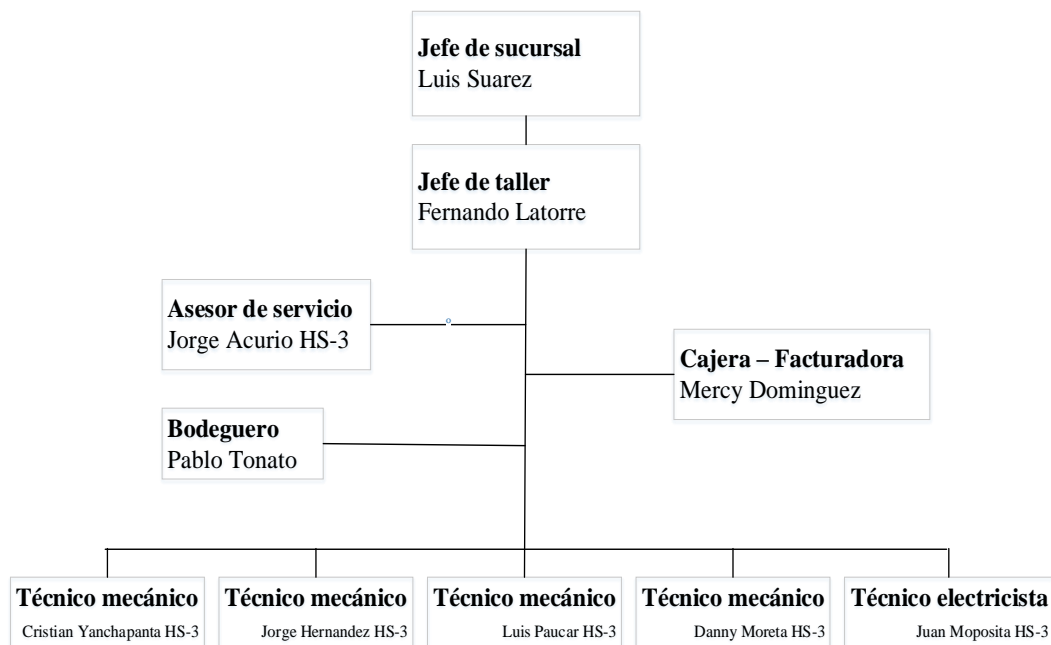 Jefe de sucursal
Luis Suarez
Jefe de taller
Fernando Latorre
Asesor de servicio
Jorge Acurio HS-3
Cajera – Facturadora
Mercy Dominguez
Bodeguero
Pablo Tonato
Técnico mecánico
Cristian Yanchapanta HS-3
Técnico mecánico
Jorge Hernandez HS-3
Técnico mecánico
Luis Paucar HS-3
Técnico mecánico
Danny Moreta HS-3
Técnico electricista
Juan Moposita HS-3